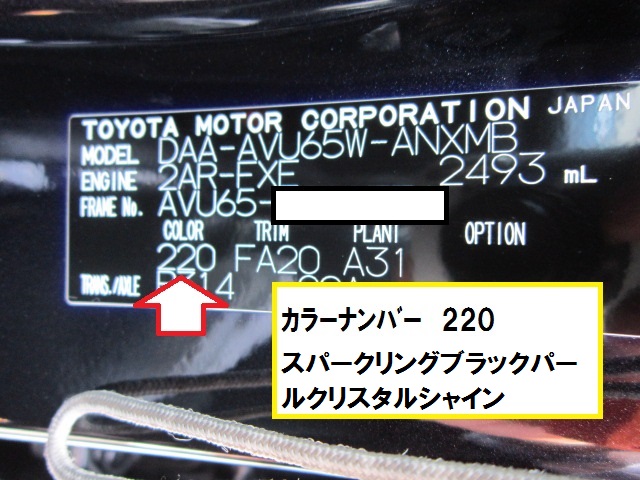 TOYOTA MOTOR CORPORATION JAPAN
MODEL DAA-AVU65W-ANXMB
ENGINE 2AR-EXE 2493 mL
FRAME No. AVU65-
COLOR TRIM PLANT OPTION
220 FA20 A31
TRANS./AXLE P314
カラーナンバー 220
スパークリングブラックパー
ルクリスタルシャイン